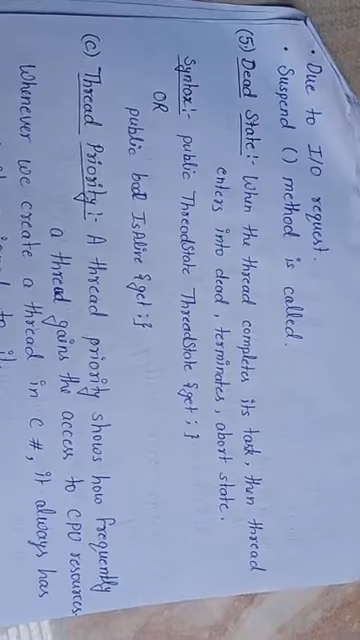 • Due to I/O request.
• Suspend () method is called.
(5) Dead State:- When the thread completes its task, then thread
enters into dead, terminates, abort state.
Syntax:- public ThreadState ThreadState {get; }
OR
public bool IsAlive {get; }
(c) Thread Priority:- A thread priority shows how frequently
a thread gains the access to CPU resources
Whenever we create a thread in C#, it always has